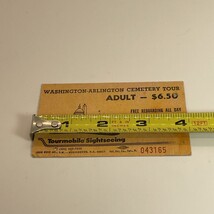 WASHINGTON-ARLINGTON CEMETERY TOUR
ADULT — $6.50
FREE REBOARDING ALL DAY
1 2 3 4
Tourmobile Sightseeing
043165